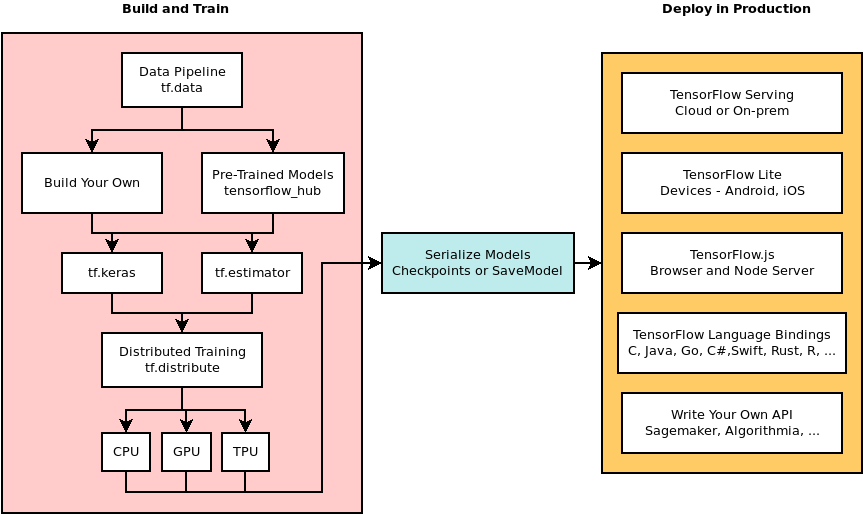 Build and Train
Data Pipeline
tf.data
Build Your Own
Pre-Trained Models
tensorflow_hub
tf.keras
tf.estimator
Distributed Training
tf.distribute
CPU
GPU
TPU
Serialize Models
Checkpoints or SaveModel
Deploy in Production
TensorFlow Serving
Cloud or On-prem
TensorFlow Lite
Devices - Android, iOS
TensorFlow.js
Browser and Node Server
TensorFlow Language Bindings
C, Java, Go, C#,Swift, Rust, R, ...
Write Your Own API
Sagemaker, Algorithmia, ...